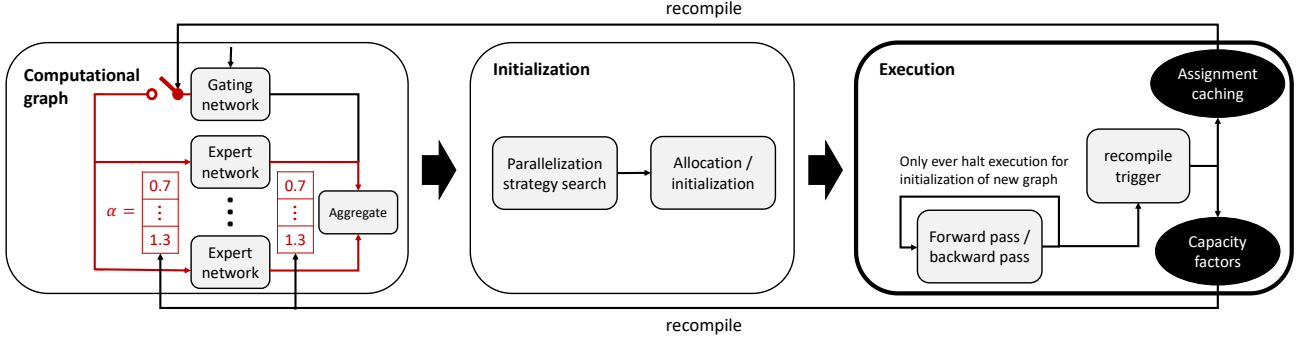 recompile
Computational
graph
Gating
network
Expert
network
0.7
⋮
1.3
α =
0.7
⋮
1.3
Aggregate
Expert
network
Initialization
Parallelization
strategy search
Allocation /
initialization
Execution
Assignment
caching
Only ever halt execution for
initialization of new graph
recompile
trigger
Forward pass /
backward pass
Capacity
factors
recompile